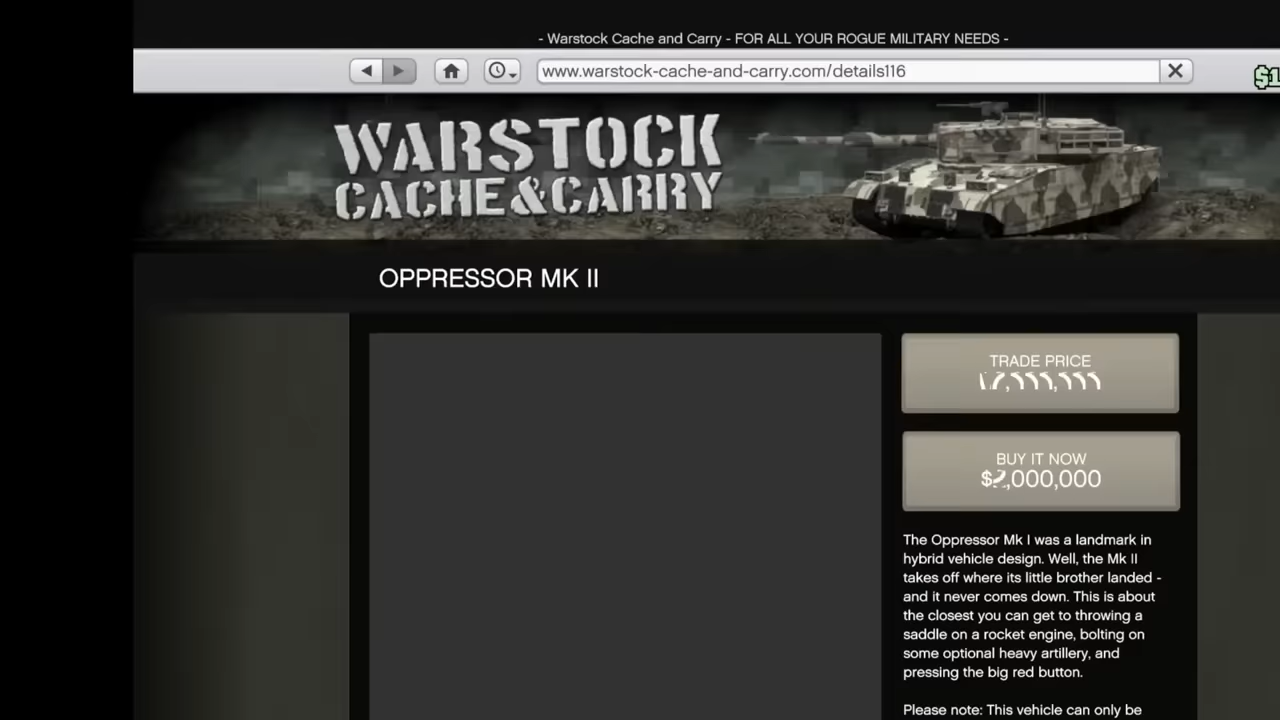 - Warstock Cache and Carry - FOR ALL YOUR ROGUE MILITARY NEEDS -
www.warstock-cache-and-carry.com/details116
$1
WARSTOCK
CACHE&CARRY
OPPRESSOR MK II
TRADE PRICE
BUY IT NOW
$2,000,000
The Oppressor Mk I was a landmark in
hybrid vehicle design. Well, the Mk II
takes off where its little brother landed -
and it never comes down. This is about
the closest you can get to throwing a
saddle on a rocket engine, bolting on
some optional heavy artillery, and
pressing the big red button.
Please note: This vehicle can only be